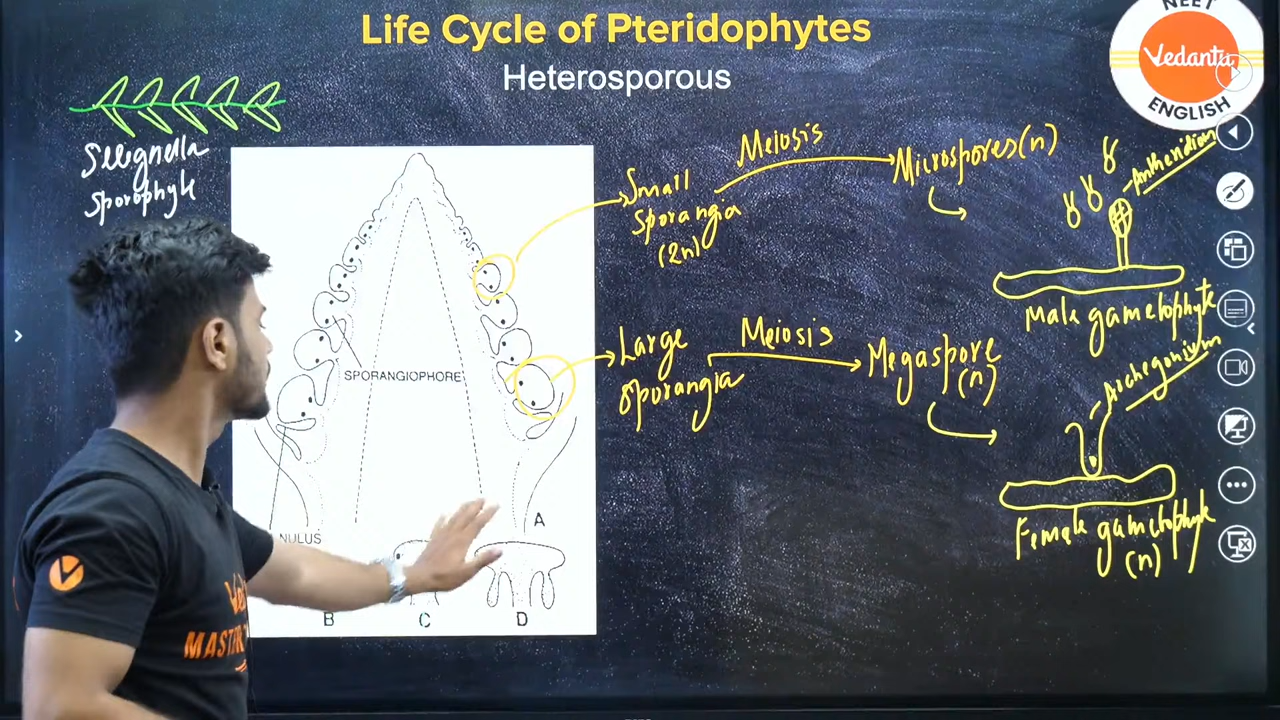 Life Cycle of Pteridophytes
Heterosporous
NEET
Vedantu
ENGLISH
Sporophyte
Small
Sporangia
(2n)
Meiosis
Microspores(n)
Antheridium
Male gametophyte
Large
Sporangia
Meiosis
Megaspore
(n)
Archegonium
Female gametophyte
(n)
SPORANGIOPHORE
NULUS
A
B
C
D
MASTER